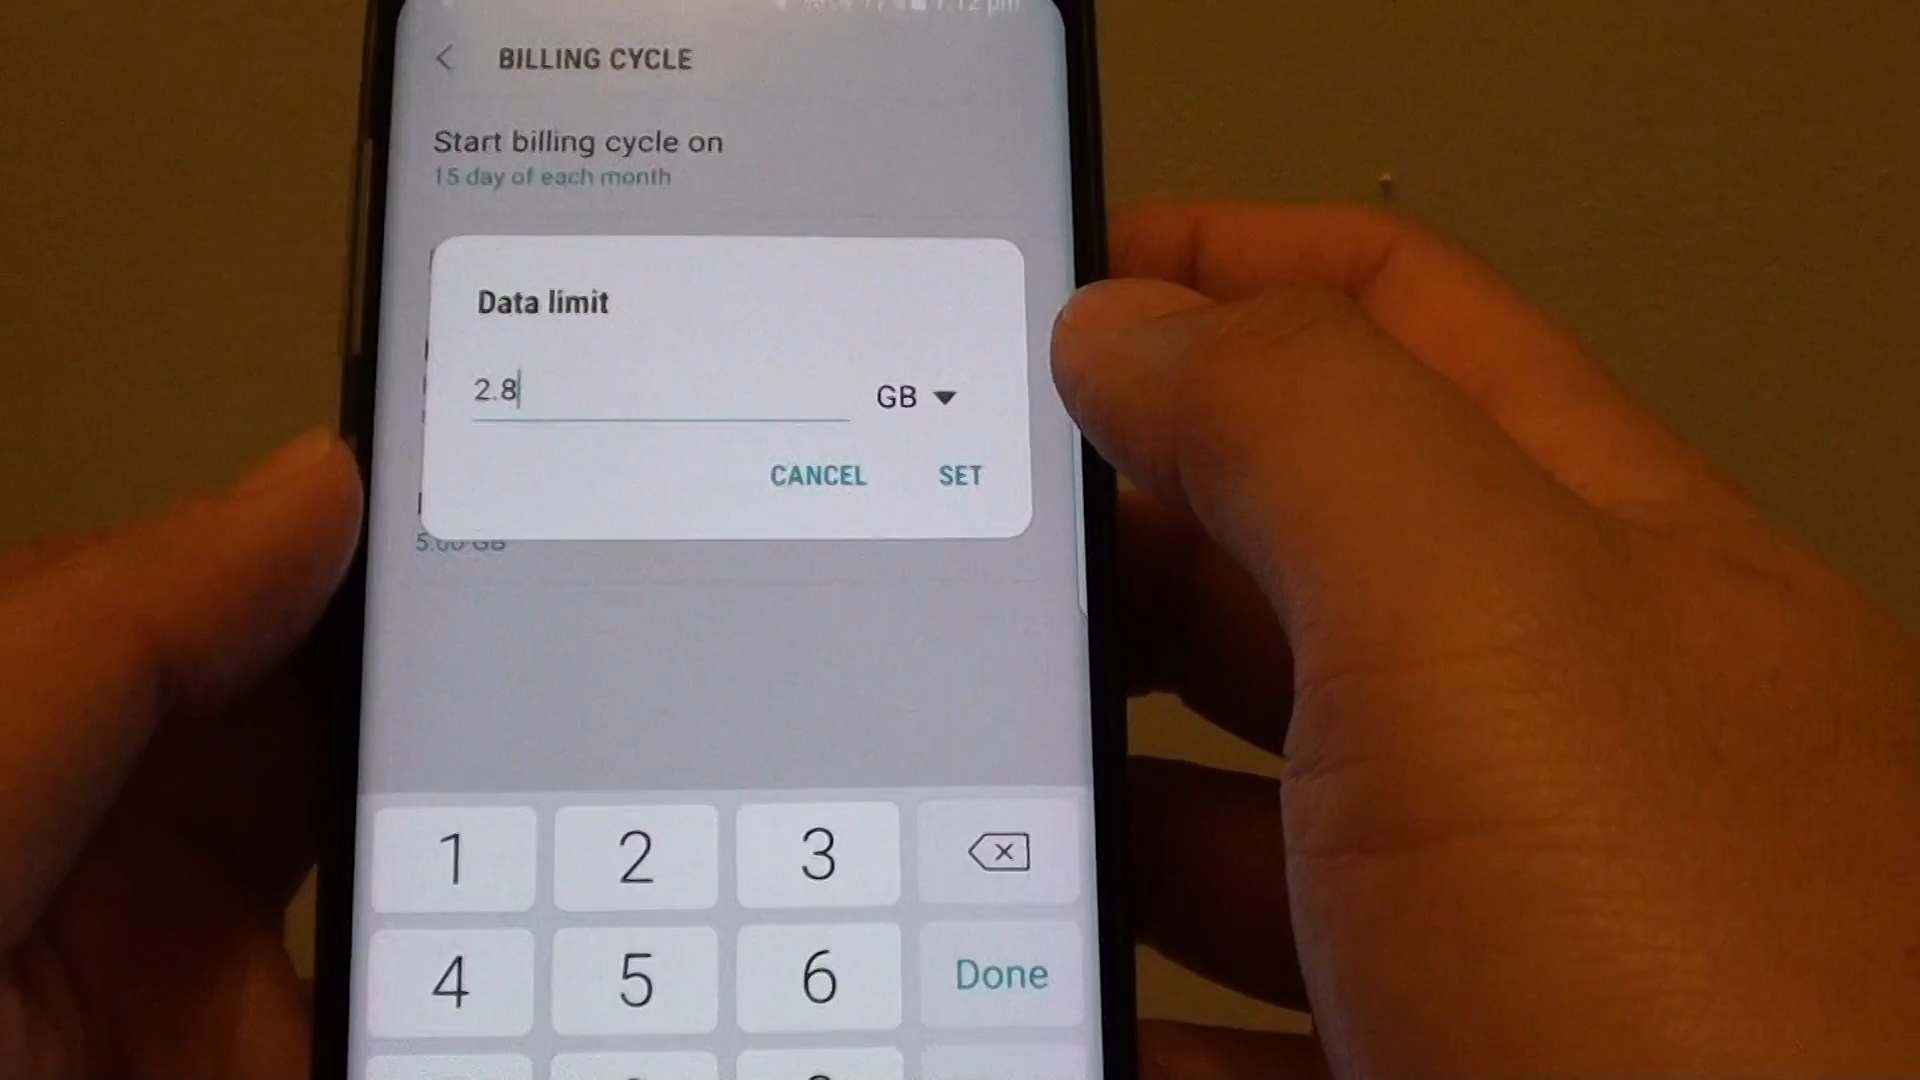 BILLING CYCLE
Start billing cycle on
15 day of each month
Data limit
2.8
GB
CANCEL SET
5.00 GB
1 2 3
4 5 6 Done